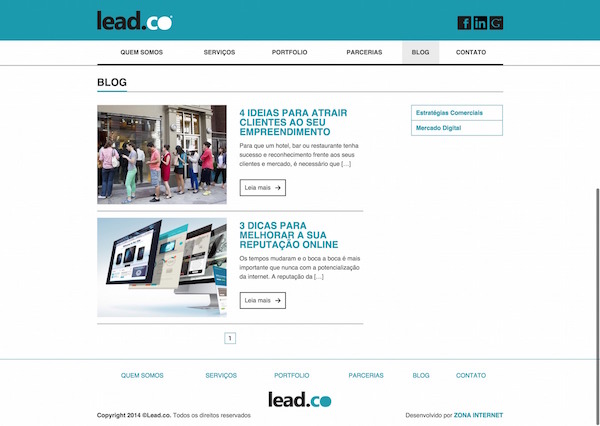 lead.co
QUEM SOMOS SERVIÇOS PORTFOLIO PARCERIAS BLOG CONTATO
BLOG
4 IDEIAS PARA ATRAIR
CLIENTES AO SEU
EMPREENDIMENTO
Para que um hotel, bar ou restaurante tenha
sucesso e reconhecimento frente aos seus
clientes e mercado, é necessário que [...]
Leia mais →
Estratégias Comerciais
Mercado Digital
3 DICAS PARA
MELHORAR A SUA
REPUTAÇÃO ONLINE
Os tempos mudaram e o boca a boca é mais
importante que nunca com a potencialização
da internet. A reputação da [...]
Leia mais →
1
QUEM SOMOS SERVIÇOS PORTFOLIO PARCERIAS BLOG CONTATO
lead.co
Copyright 2014 ©Lead.co. Todos os direitos reservados
Desenvolvido por ZONA INTERNET